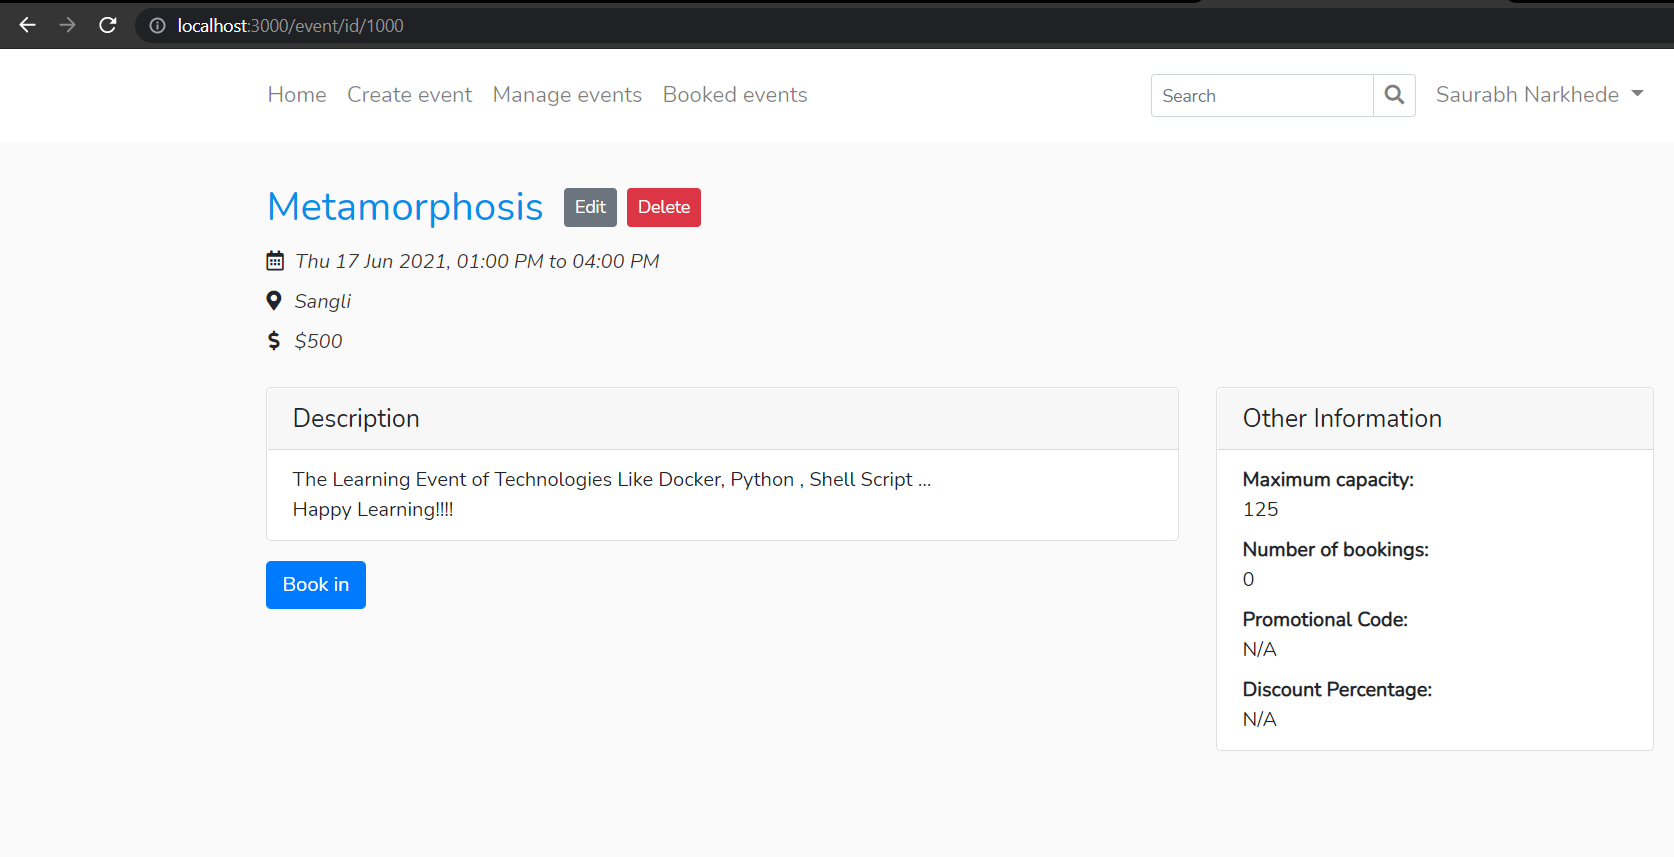 localhost:3000/event/id/1000
Home Create event Manage events Booked events Search Saurabh Narkhede
Metamorphosis Edit Delete
Thu 17 Jun 2021, 01:00 PM to 04:00 PM
Sangli
$500
Description
The Learning Event of Technologies Like Docker, Python , Shell Script ...
Happy Learning!!!!
Book in
Other Information
Maximum capacity:
125
Number of bookings:
0
Promotional Code:
N/A
Discount Percentage:
N/A